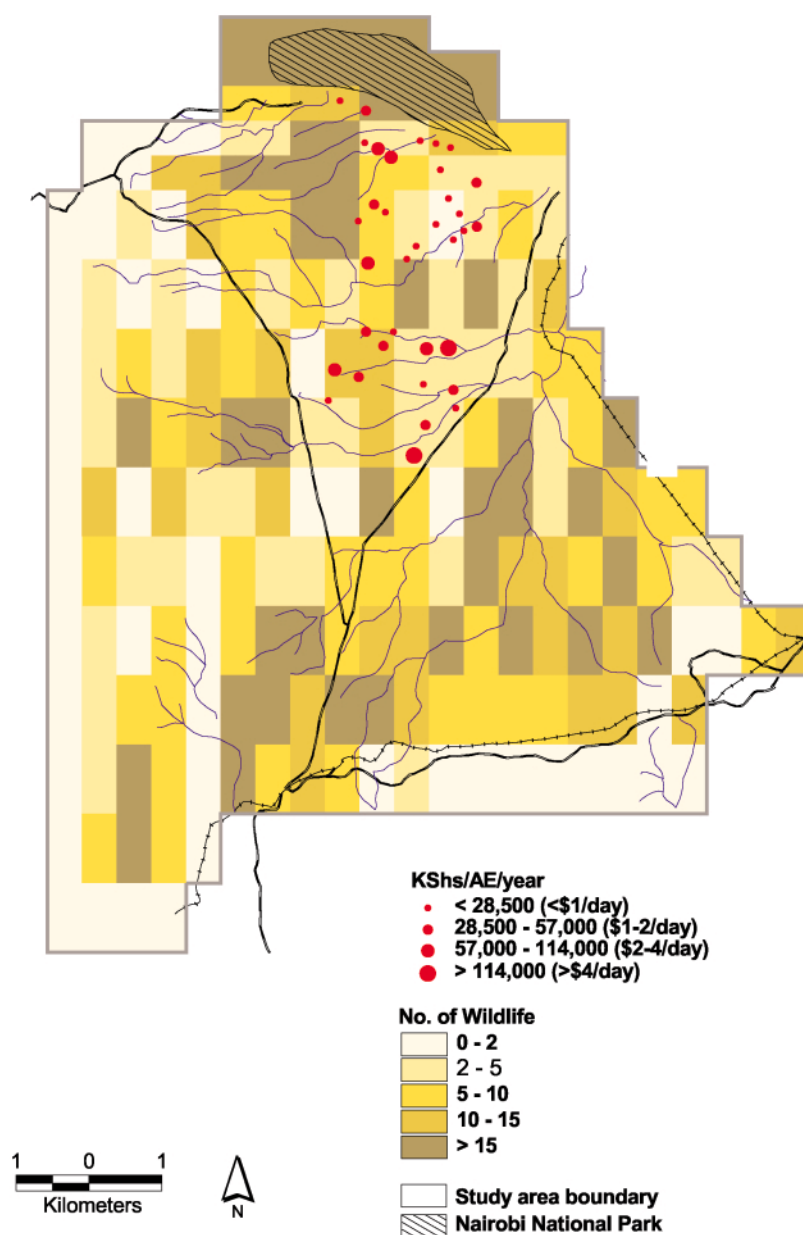 KShs/AE/year
< 28,500 (<$1/day)
28,500 - 57,000 ($1-2/day)
57,000 - 114,000 ($2-4/day)
> 114,000 (>$4/day)
No. of Wildlife
0 - 2
2 - 5
5 - 10
10 - 15
> 15
1 0 1
Kilometers
N
Study area boundary
Nairobi National Park